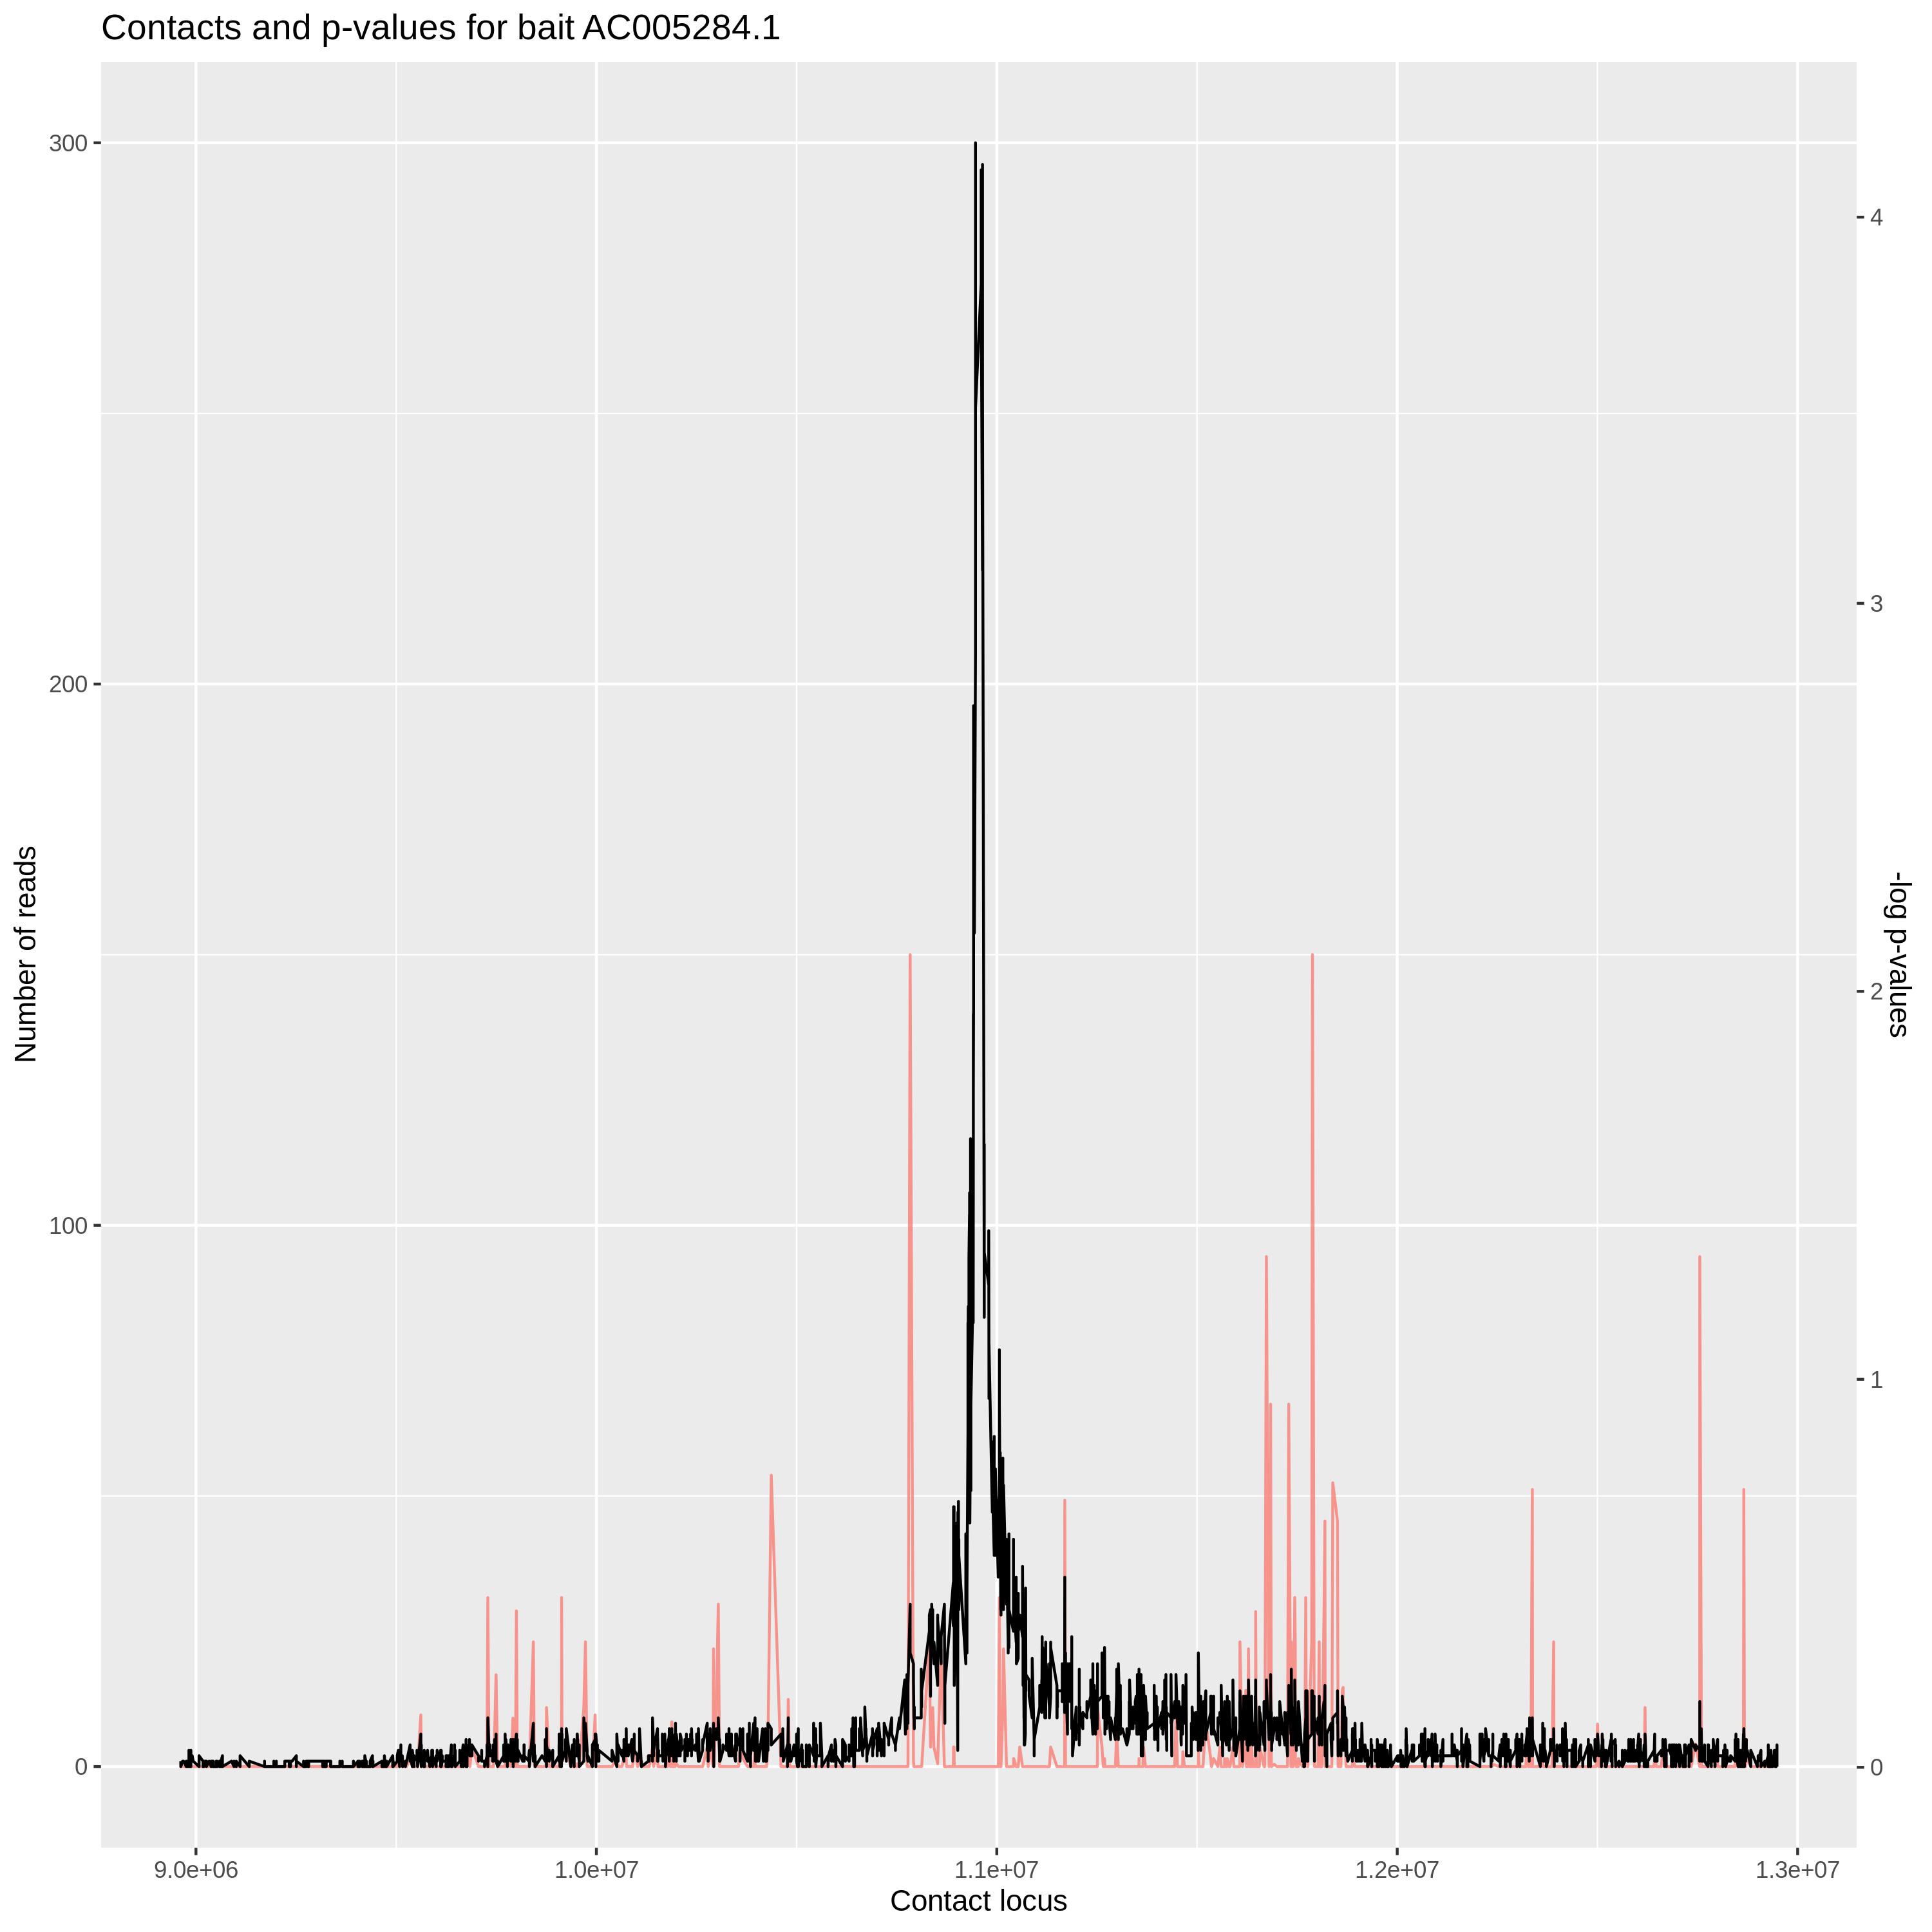 Contacts and p-values for bait AC005284.1
300
200
100
0
Number of reads
4
3
2
1
0
-log p-values
9.0e+06
1.0e+07
1.1e+07
1.2e+07
1.3e+07
Contact locus